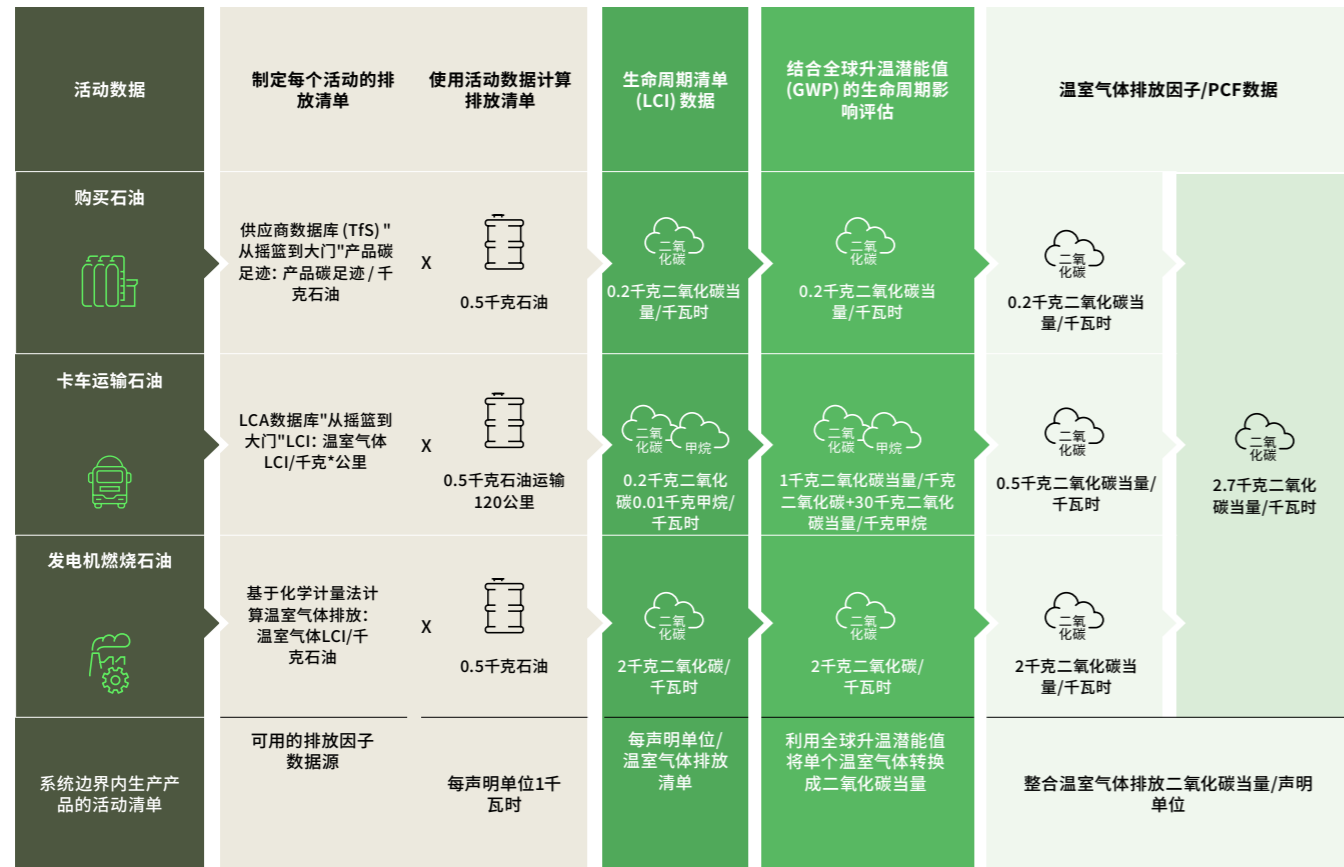 活动数据
制定每个活动的排
放清单
使用活动数据计算
排放清单
生命周期清单
(LCI) 数据
结合全球升温潜能值
(GWP) 的生命周期影
响评估
温室气体排放因子/PCF数据
购买石油
供应商数据库 (TfS) "
从摇篮到大门"产品碳
足迹：产品碳足迹 / 千
克石油
X
0.5千克石油
二氧
化碳
0.2千克二氧化碳当
量/千瓦时
二氧
化碳
0.2千克二氧化碳当
量/千瓦时
二氧
化碳
0.2千克二氧化碳当
量/千瓦时
卡车运输石油
LCA数据库"从摇篮到
大门"LCI：温室气体
LCI/千克*公里
X
0.5千克石油运输
120公里
二氧
化碳
甲烷
0.2千克二氧化
碳0.01千克甲烷/
千瓦时
二氧
化碳
甲烷
1千克二氧化碳当量/千克
二氧化碳+30千克二氧化
碳当量/千克甲烷
二氧
化碳
0.5千克二氧化碳当量/
千瓦时
二氧
化碳
2.7千克二氧化
碳当量/千瓦时
发电机燃烧石油
基于化学计量法计
算温室气体排放：
温室气体LCI/千
克石油
X
0.5千克石油
二氧
化碳
2千克二氧化碳/
千瓦时
二氧
化碳
2千克二氧化碳/
千瓦时
二氧
化碳
2千克二氧化碳当
量/千瓦时
系统边界内生产产
品的活动清单
可用的排放因子
数据源
每声明单位1千
瓦时
每声明单位/
温室气体排放
清单
利用全球升温潜能值
将单个温室气体转换
成二氧化碳当量
整合温室气体排放二氧化碳当量/声明
单位